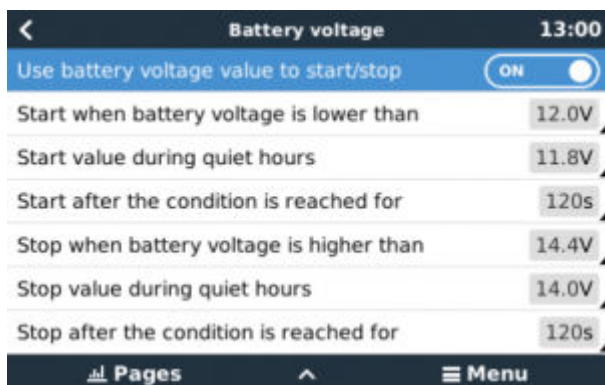 Battery voltage 13:00
Use battery voltage value to start/stop ON
Start when battery voltage is lower than 12.0V
Start value during quiet hours 11.8V
Start after the condition is reached for 120s
Stop when battery voltage is higher than 14.4V
Stop value during quiet hours 14.0V
Stop after the condition is reached for 120s
Pages Menu